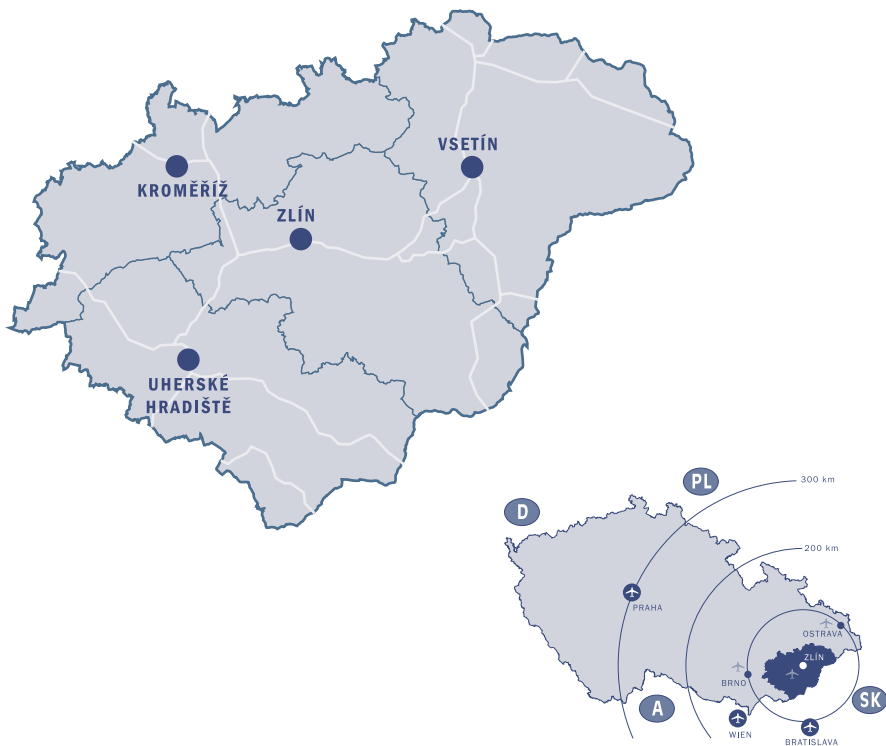 VSETÍN
KROMĚŘÍŽ
ZLÍN
UHERSKÉ
HRADIŠTĚ
PL
300 km
D
200 km
PRAHA
OSTRAVA
ZLÍN
BRNO
SK
A
WIEN
BRATISLAVA